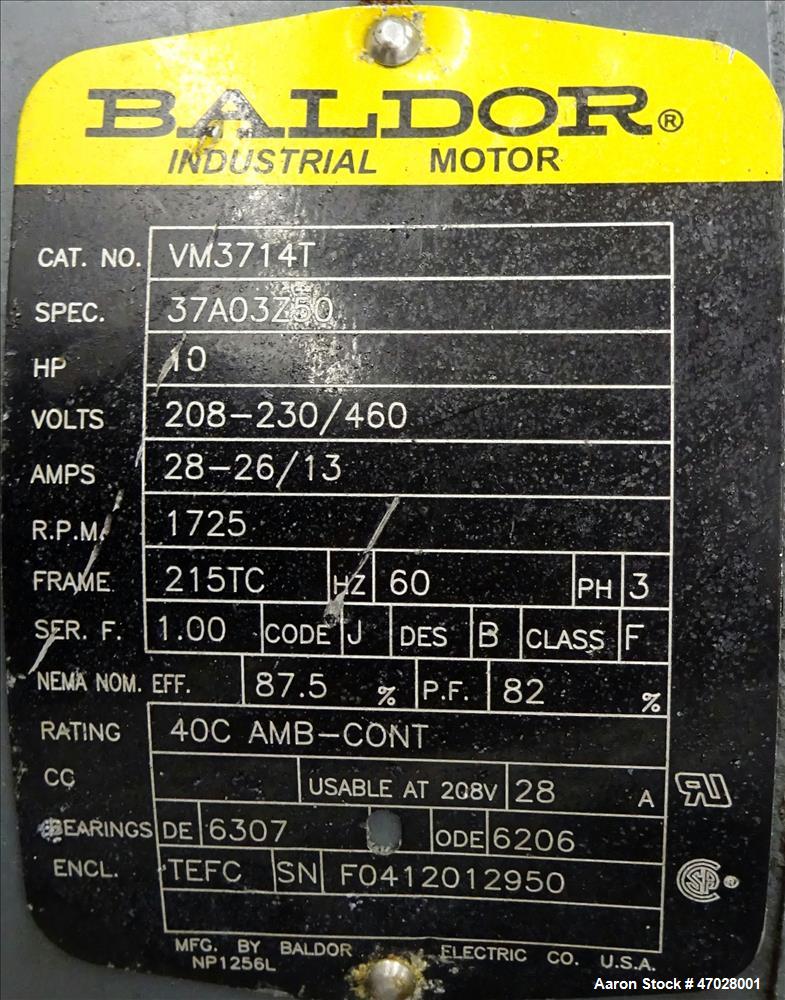 BALDOR®
INDUSTRIAL MOTOR
CAT. NO. VM3714T
SPEC. 37A03Z50
HP 10
VOLTS 208-230/460
AMPS 28-26/13
R.P.M. 1725
FRAME 215TC HZ 60 PH 3
SER. F. 1.00 CODE J DES B CLASS F
NEMA NOM. EFF. 87.5 % P.F. 82 %
RATING 40C AMB-CONT
CC USABLE AT 208V 28 A
BEARINGS DE 6307 ODE 6206
ENCL. TEFC SN F0412012950
MFG. BY BALDOR ELECTRIC CO. U.S.A.
NP1256L
Aaron Stock # 47028001